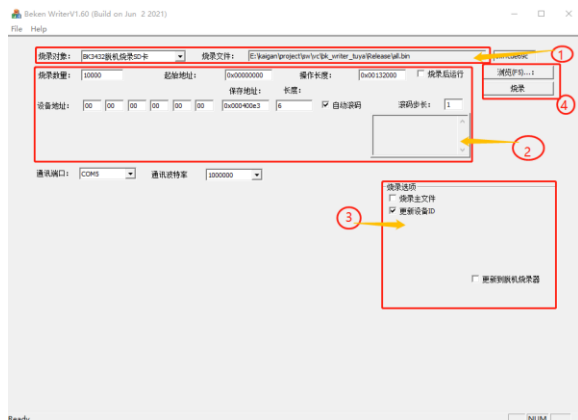 Beken WriterV1.60 (Build on Jun 2 2021)
File Help
烧录对象: BK3432脱机烧录SD卡 烧录文件: E:\kaigan\project\sw\vc\bk_writer_tuya\Release\all.bin
①
烧录数量: 10000 起始地址: 0x00000000 操作长度: 0x00132000 烧录后运行 浏览(F5)...:
保存地址: 长度: 烧录
设备地址: 00 00 00 00 00 00 0x000400e3 6 自动滚码 滚码步长: 1
④
②
通讯端口: COM5 通讯波特率 1000000
烧录选项
烧录主文件
更新设备ID
③
更新到脱机烧录器
Ready NUM